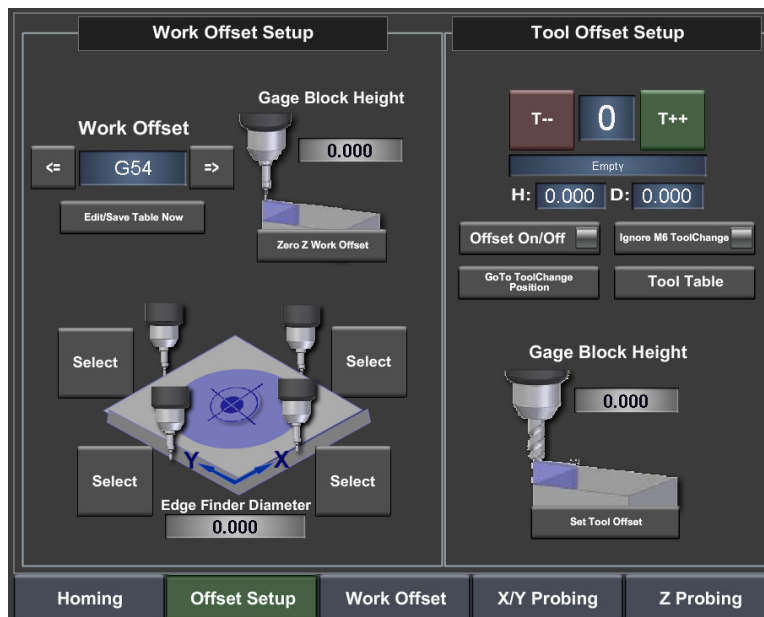 Work Offset Setup
Work Offset
<=
G54
=>
Edit/Save Table Now
Gage Block Height
0.000
Zero Z Work Offset
Select
Select
Select
Select
Y
X
Edge Finder Diameter
0.000
Tool Offset Setup
T--
0
T++
Empty
H: 0.000 D: 0.000
Offset On/Off
Ignore M6 ToolChange
GoTo ToolChange
Position
Tool Table
Gage Block Height
0.000
Set Tool Offset
Homing
Offset Setup
Work Offset
X/Y Probing
Z Probing